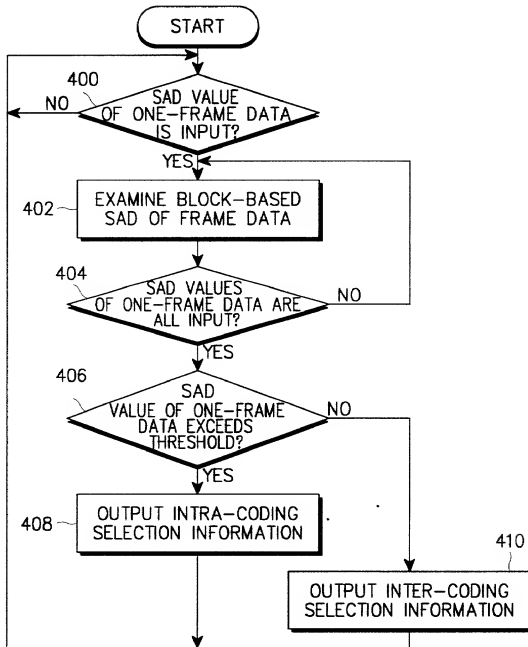 START
400
SAD VALUE
OF ONE-FRAME DATA
IS INPUT?
NO
YES
402
EXAMINE BLOCK-BASED
SAD OF FRAME DATA
404
SAD VALUES
OF ONE-FRAME DATA ARE
ALL INPUT?
NO
YES
406
SAD
VALUE OF ONE-FRAME
DATA EXCEEDS
THRESHOLD?
NO
YES
408
OUTPUT INTRA-CODING
SELECTION INFORMATION
410
OUTPUT INTER-CODING
SELECTION INFORMATION